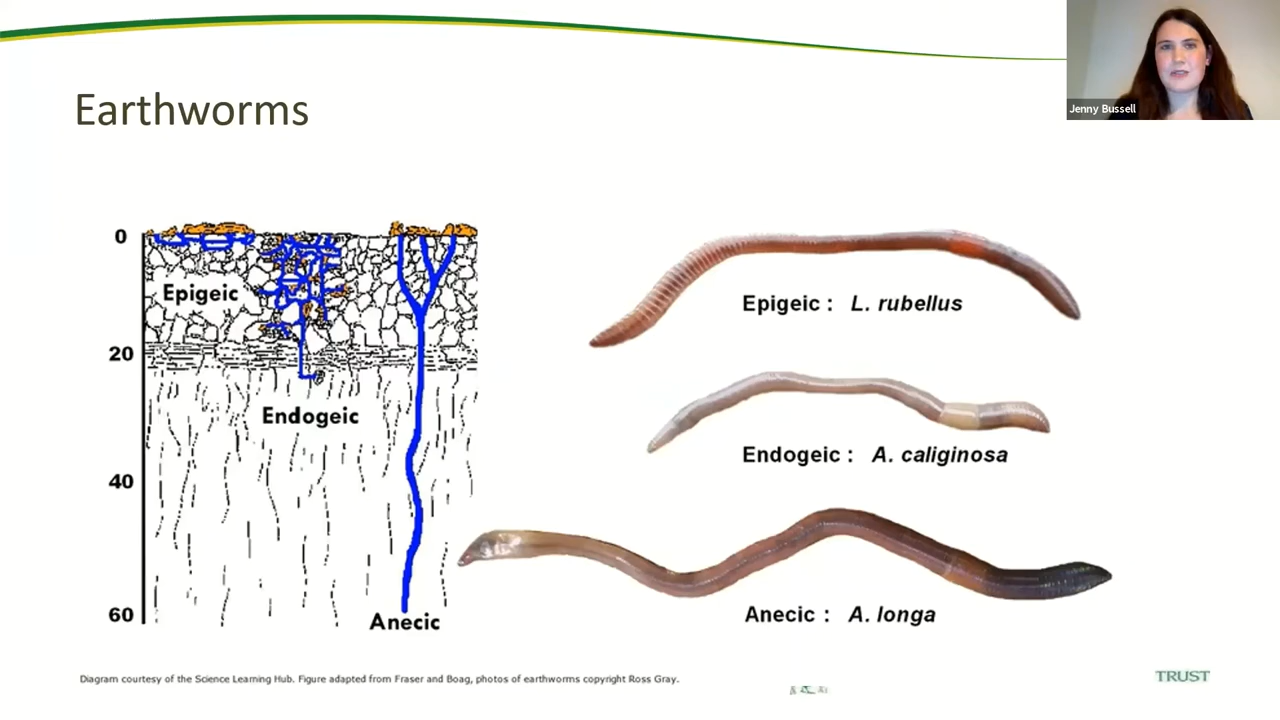 Jenny Bussell
Earthworms
0
20
40
60
Epigeic
Endogeic
Anecic
Epigeic : L. rubellus
Endogeic : A. caliginosa
Anecic : A. longa
Diagram courtesy of the Science Learning Hub. Figure adapted from Fraser and Boag, photos of earthworms copyright Ross Gray.
TRUST